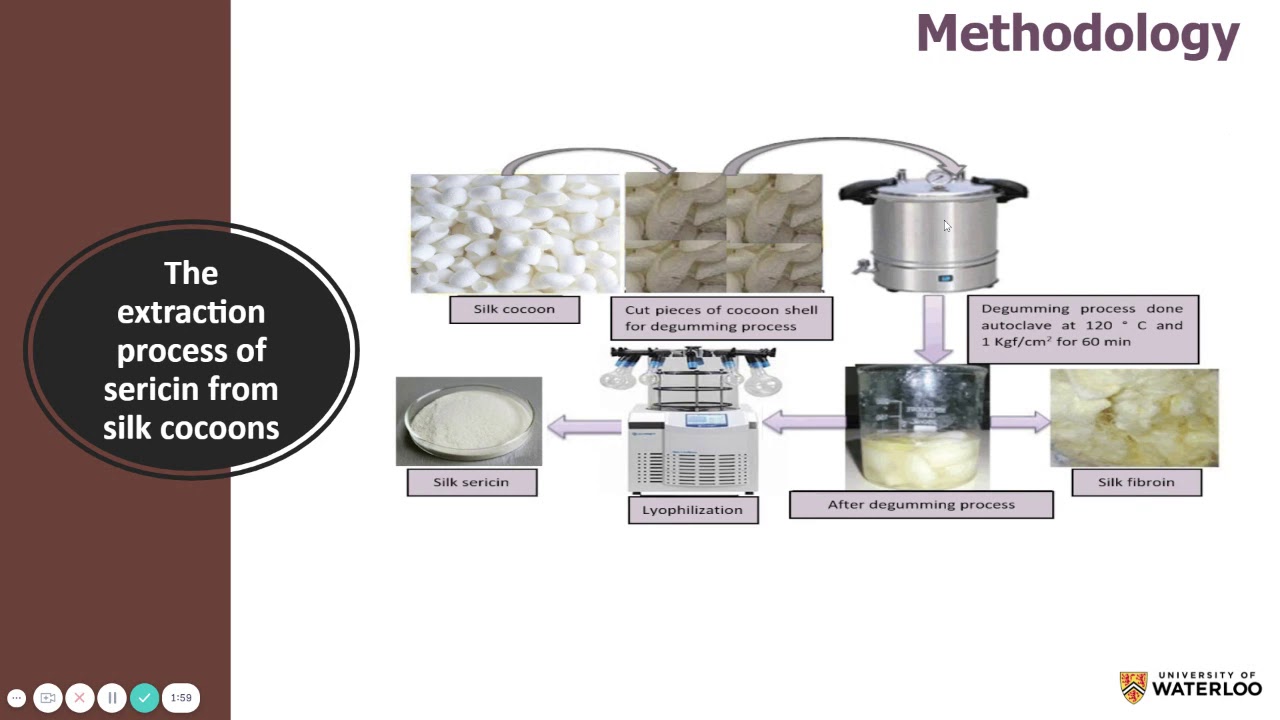 Methodology
The
extraction
process of
sericin from
silk cocoons
Silk cocoon
Cut pieces of cocoon shell
for degumming process
Degumming process done
autoclave at 120 ° C and
1 Kgf/cm² for 60 min
Silk sericin
Lyophilization
After degumming process
Silk fibroin
1:59
UNIVERSITY OF
WATERLOO